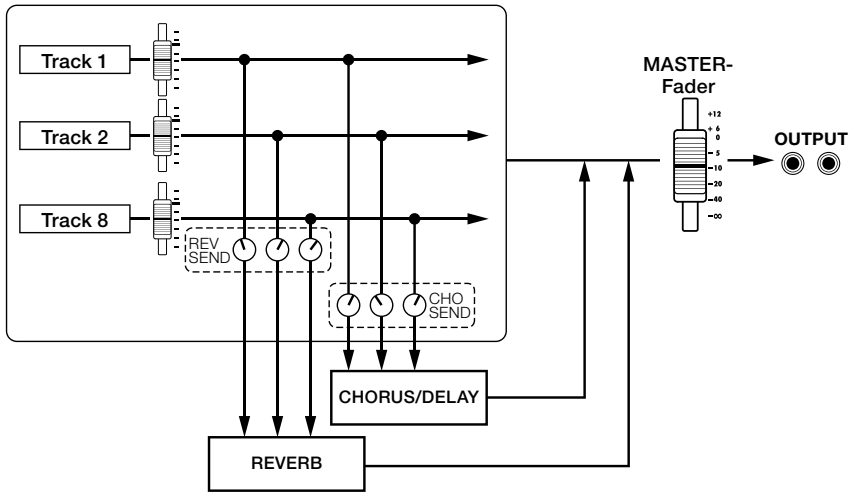 Track 1
Track 2
Track 8
REV
SEND
CHO
SEND
CHORUS/DELAY
REVERB
MASTER-
Fader
+12
+ 6
0
– 5
–10
–20
–40
–∞
OUTPUT